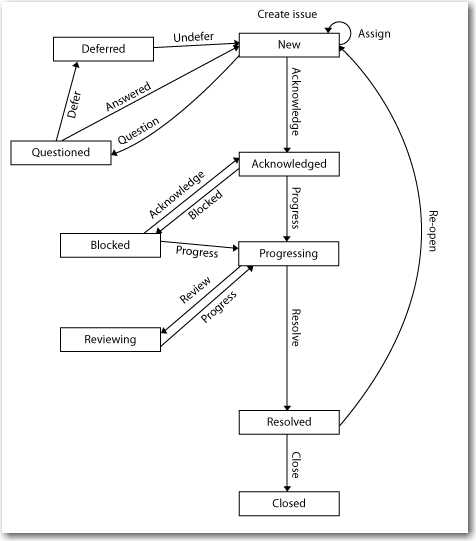 Create issue
Undefer
Deferred
New
Assign
Defer
Answered
Question
Acknowledge
Questioned
Acknowledged
Acknowledge
Blocked
Progress
Re-open
Blocked
Progress
Progressing
Review
Progress
Resolve
Reviewing
Resolved
Close
Closed